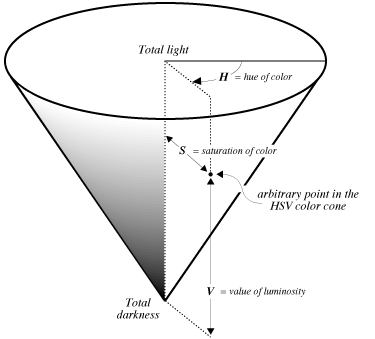 Total light
H = hue of color
S = saturation of color
arbitrary point in the
HSV color cone
V = value of luminosity
Total
darkness